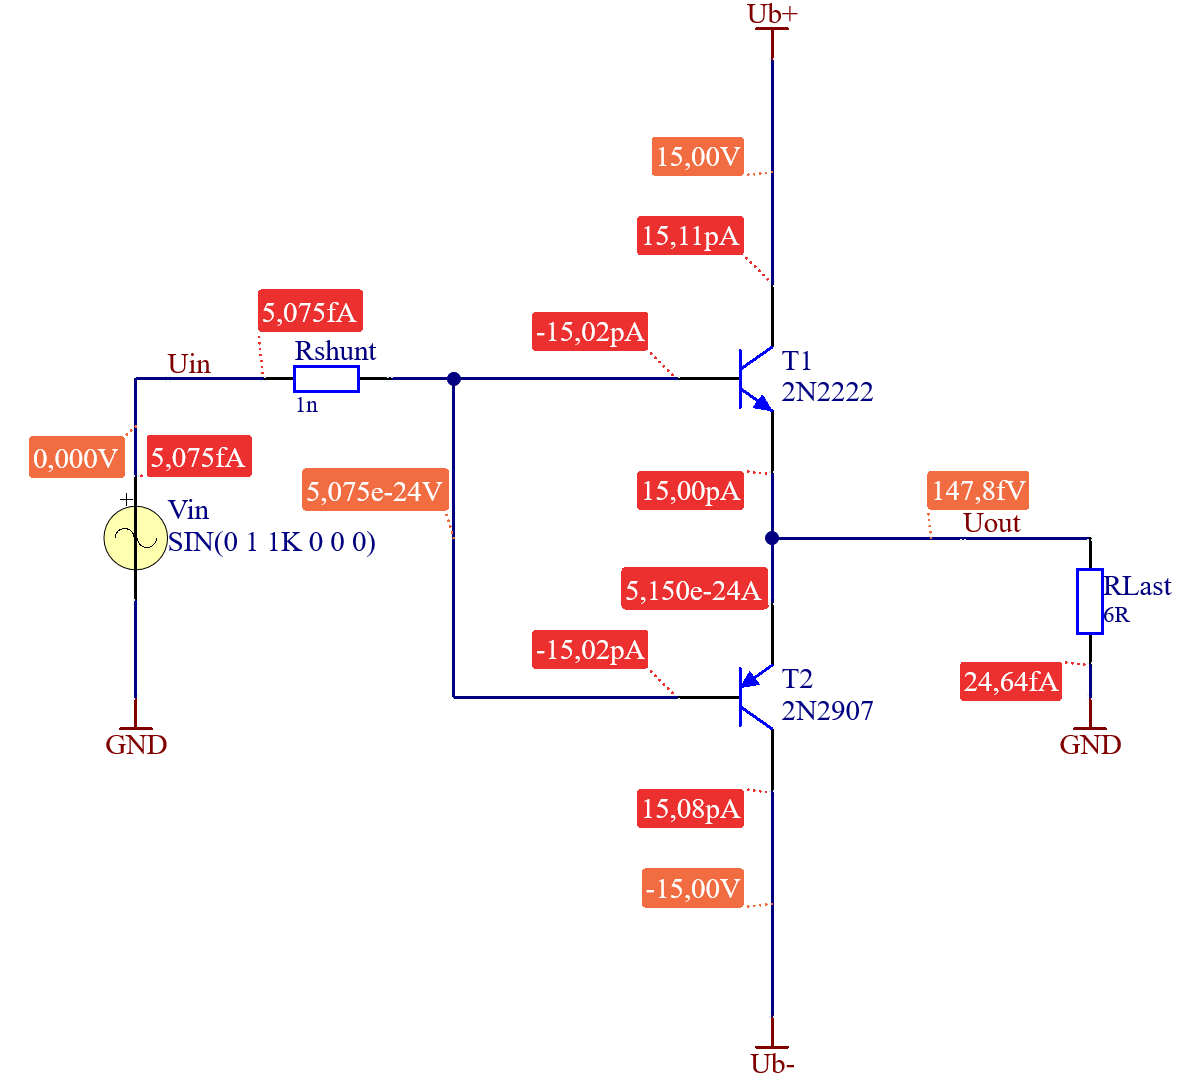 Ub+
15,00V
15,11pA
5,075fA
-15,02pA
Rshunt
Uin
T1
2N2222
1n
0,000V
5,075fA
5,075e-24V
15,00pA
147,8fV
+
Vin
Uout
SIN(0 1 1K 0 0 0)
5,150e-24A
RLast
6R
-15,02pA
T2
24,64fA
2N2907
GND
GND
15,08pA
-15,00V
Ub-